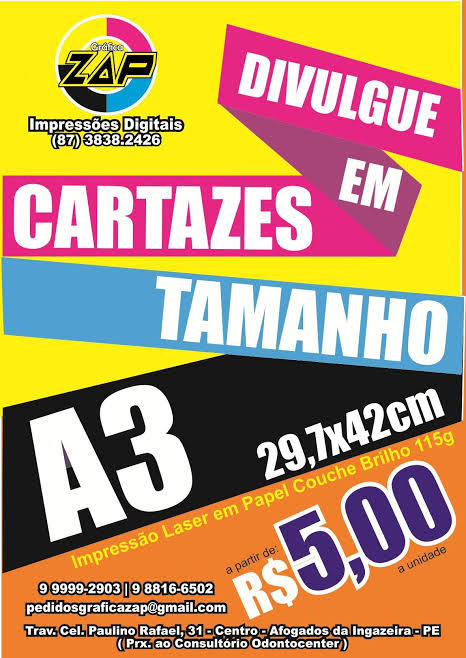 Gráfica
ZAP
Impressões Digitais
(87) 3838.2426
DIVULGUE
EM
CARTAZES
TAMANHO
A3
29,7x42cm
Impressão Laser em Papel Couche Brilho 115g
a partir de:
R$5,00
a unidade
9 9999-2903 | 9 8816-6502
pedidosgraficazap@gmail.com
Trav. Cel. Paulino Rafael, 31 - Centro - Afogados da Ingazeira - PE
( Prx. ao Consultório Odontocenter )